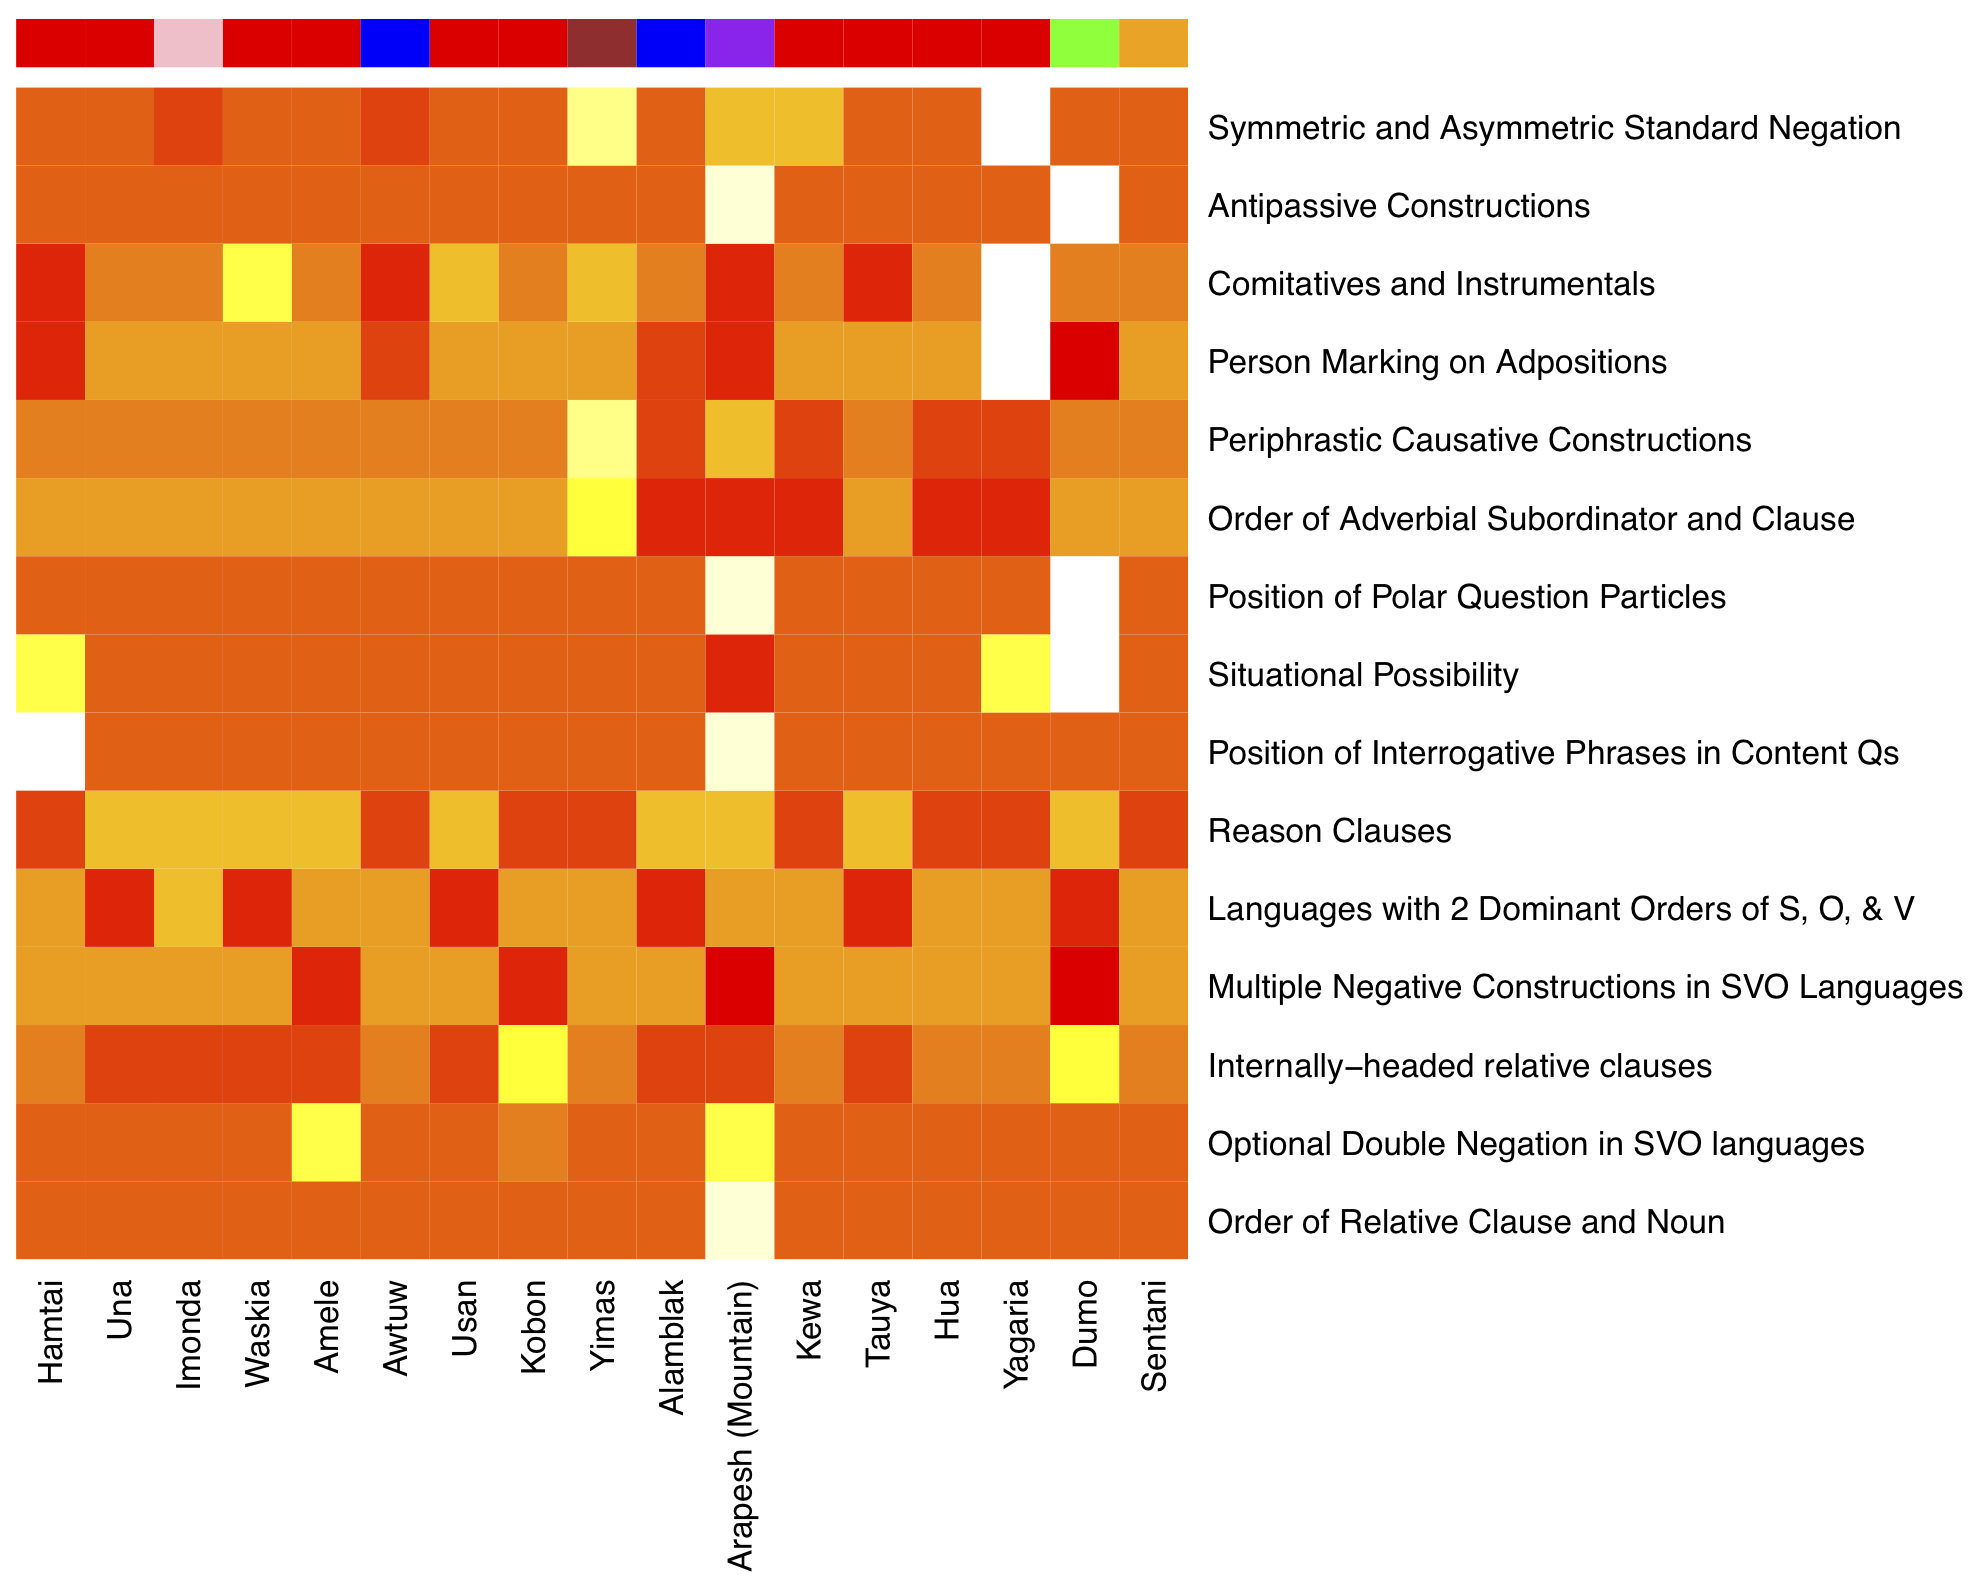 Symmetric and Asymmetric Standard Negation
Antipassive Constructions
Comitatives and Instrumentals
Person Marking on Adpositions
Periphrastic Causative Constructions
Order of Adverbial Subordinator and Clause
Position of Polar Question Particles
Situational Possibility
Position of Interrogative Phrases in Content Qs
Reason Clauses
Languages with 2 Dominant Orders of S, O, & V
Multiple Negative Constructions in SVO Languages
Internally−headed relative clauses
Optional Double Negation in SVO languages
Order of Relative Clause and Noun
Hamtai
Una
Imonda
Waskia
Amele
Awtuw
Usan
Kobon
Yimas
Alamblak
Arapesh (Mountain)
Kewa
Tauya
Hua
Yagaria
Dumo
Sentani